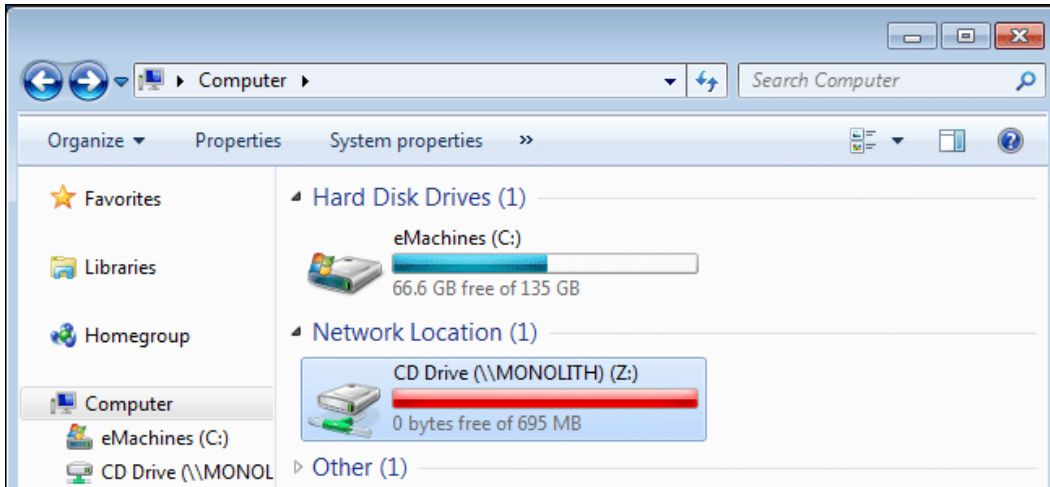 Computer
Search Computer
Organize Properties System properties »
Favorites
Libraries
Homegroup
Computer
eMachines (C:)
CD Drive (\\MONOL
Hard Disk Drives (1)
eMachines (C:)
66.6 GB free of 135 GB
Network Location (1)
CD Drive (\\MONOLITH) (Z:)
0 bytes free of 695 MB
Other (1)